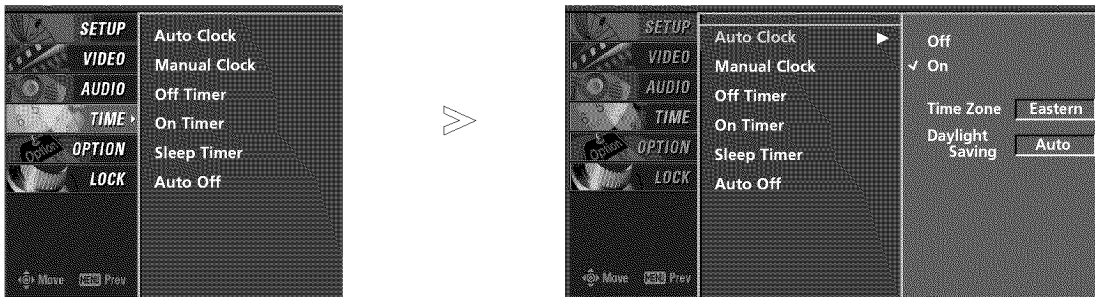 SETUP
VIDEO
AUDIO
TIME
OPTION
LOCK
Auto Clock
Manual Clock
Off Timer
On Timer
Sleep Timer
Auto Off
Move MENU Prev
SETUP
VIDEO
AUDIO
TIME
OPTION
LOCK
Auto Clock
Manual Clock
Off Timer
On Timer
Sleep Timer
Auto Off
Off
✓ On
Time Zone Eastern
Daylight
Saving Auto
Move MENU Prev